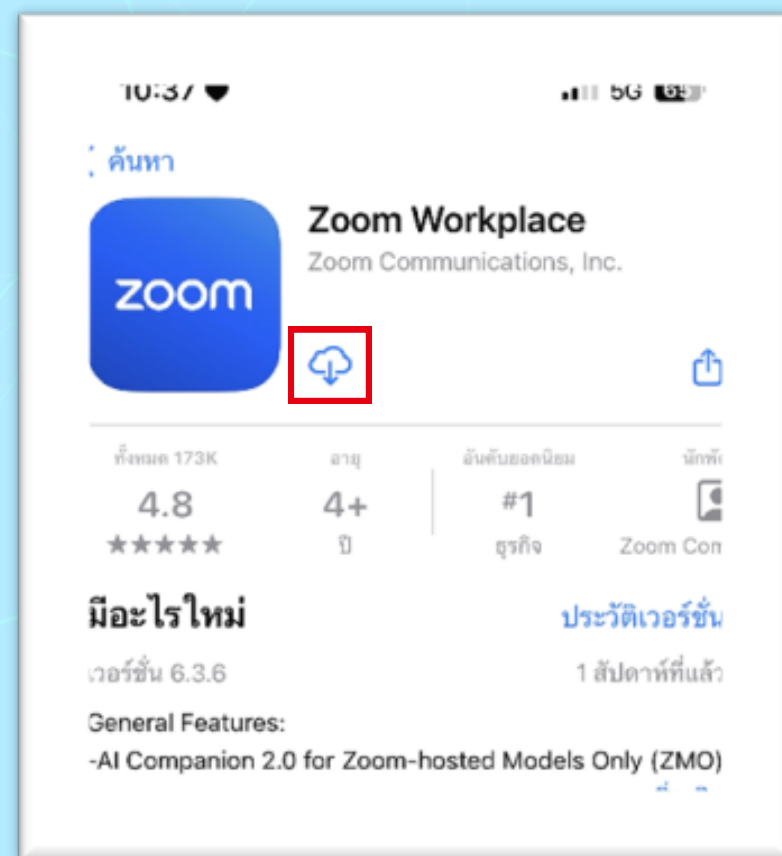 10:37 5G 65
ค้นหา
Zoom Workplace
Zoom Communications, Inc.
zoom
ทั้งหมด 173K อายุ อันดับยอดนิยม
4.8 4+ #1
ปี ธุรกิจ Zoom Com
มีอะไรใหม่ ประวัติเวอร์ชั่น
เวอร์ชั่น 6.3.6 1 สัปดาห์ที่แล้ว
General Features:
-AI Companion 2.0 for Zoom-hosted Models Only (ZMO)